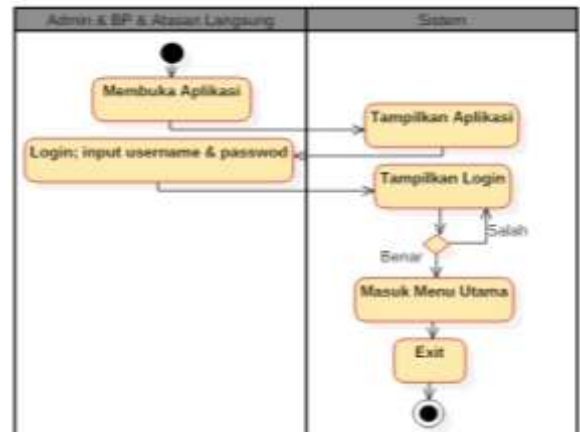 Admin & BP & Atasan Langsung
Sistem
Membuka Aplikasi
Tampilkan Aplikasi
Login; input username & passwod
Tampilkan Login
Salah
Benar
Masuk Menu Utama
Exit